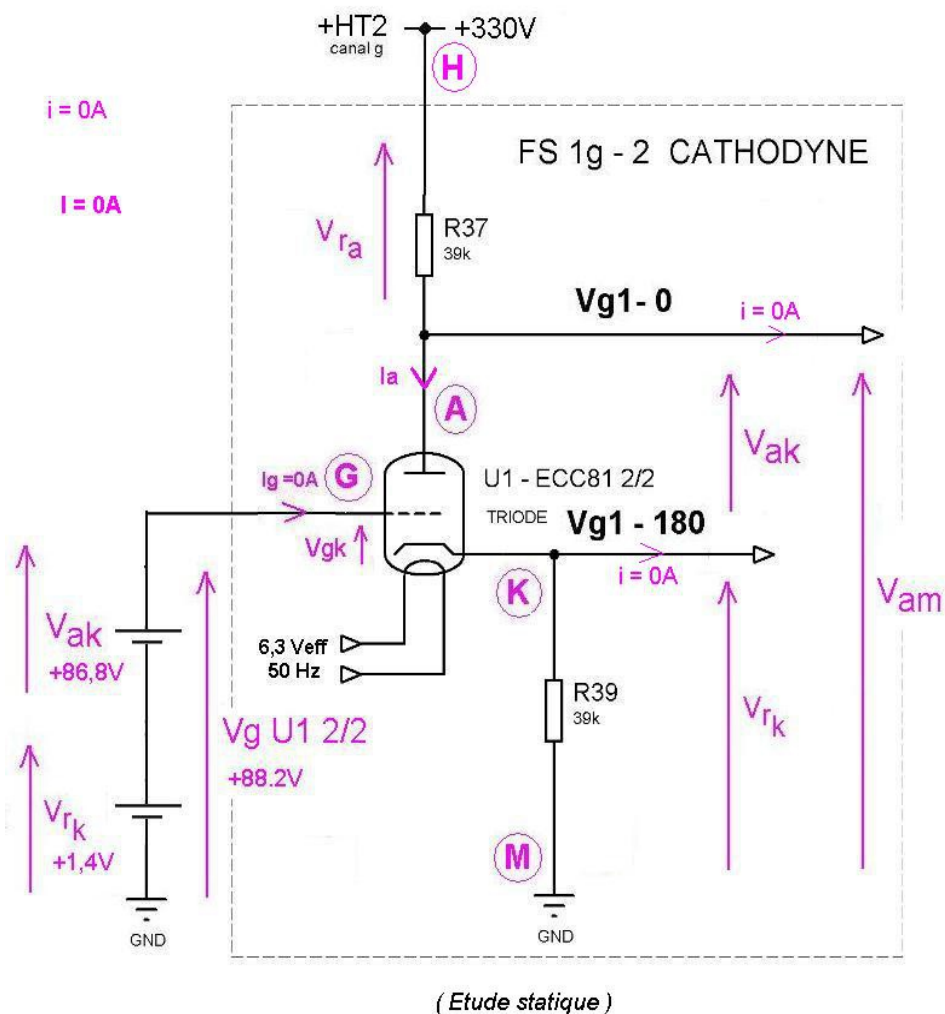 +HT2 +330V
canal g
H
i = 0A
FS 1g - 2 CATHODYNE
I = 0A
Vra
R37
39k
Vg1- 0
i = 0A
Ia
A
Vak
Ig =0A
G
U1 - ECC81 2/2
TRIODE
Vg1 - 180
Vgk
i = 0A
K
Vam
Vak
+86,8V
6,3 Veff
50 Hz
R39
39k
Vrk
Vg U1 2/2
+88.2V
Vrk
+1,4V
M
GND
GND
( Etude statique )